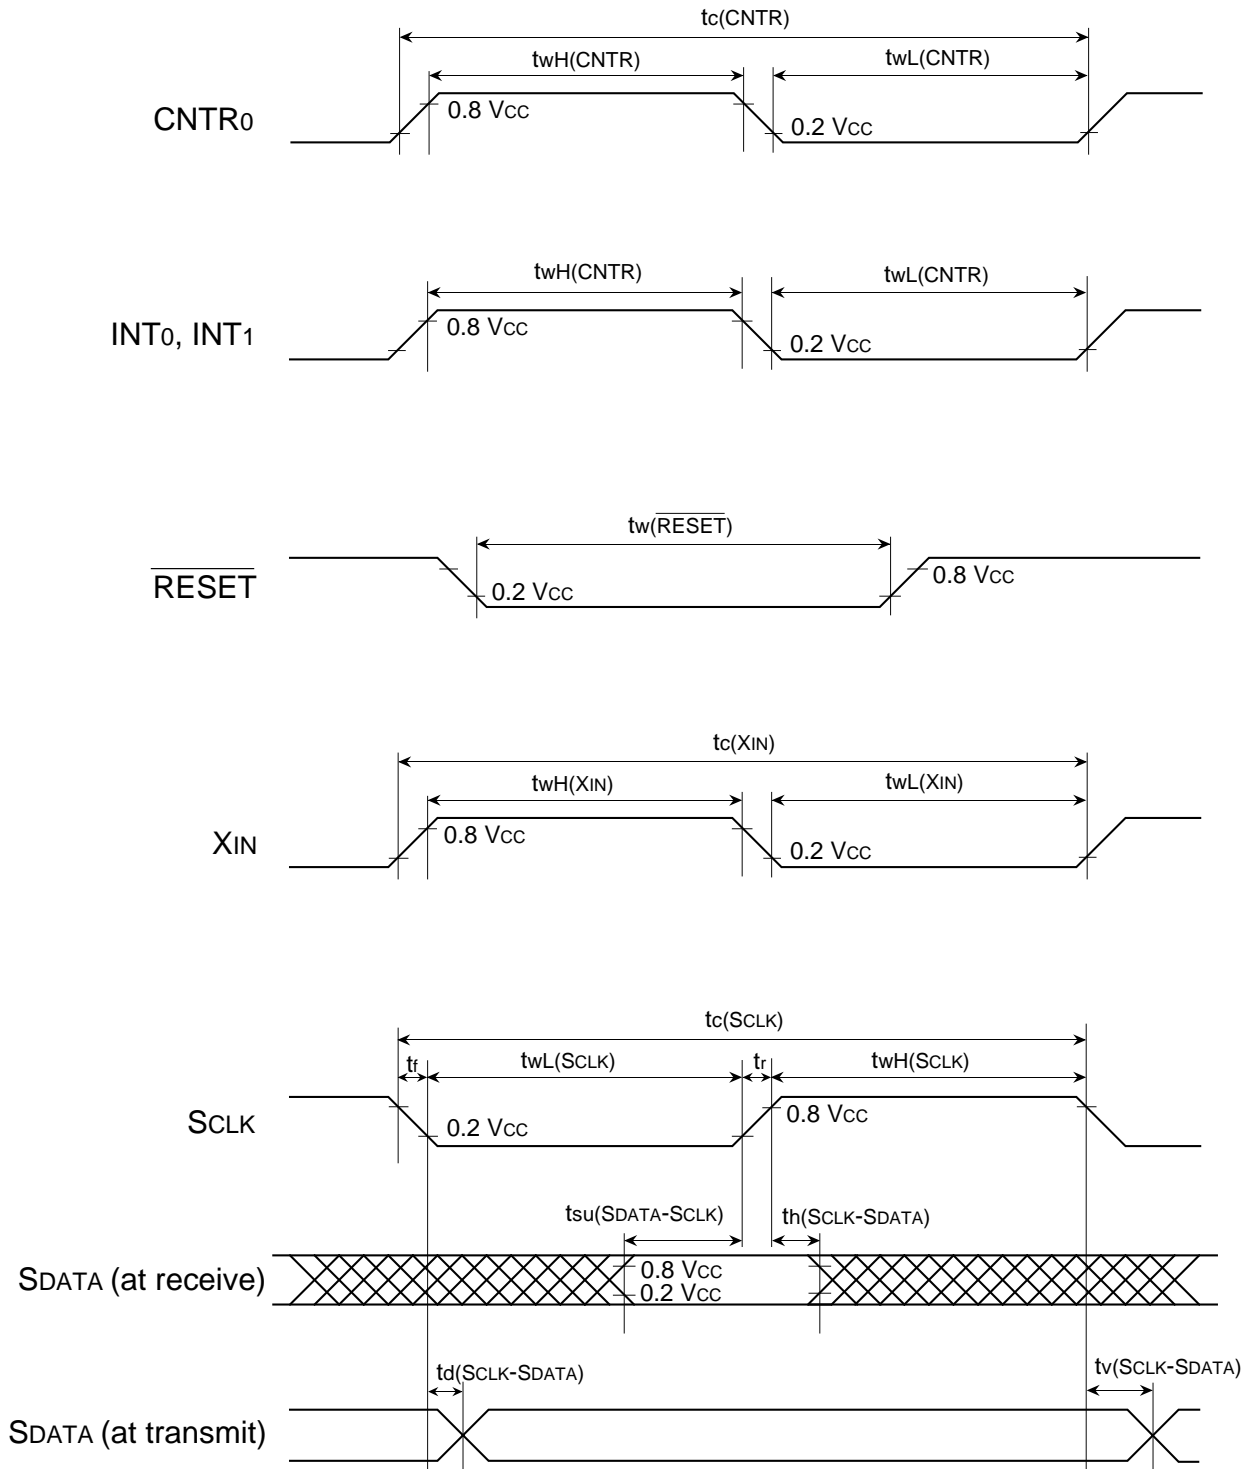 tc(CNTR)
twH(CNTR)
twL(CNTR)
CNTR0
0.8 VCC
0.2 VCC
twH(CNTR)
twL(CNTR)
INT0, INT1
0.8 VCC
0.2 VCC
tw(RESET)
RESET
0.2 VCC
0.8 VCC
tc(XIN)
twH(XIN)
twL(XIN)
XIN
0.8 VCC
0.2 VCC
tc(SCLK)
tf
twL(SCLK)
tr
twH(SCLK)
SCLK
0.2 VCC
0.8 VCC
tsu(SDATA-SCLK)
th(SCLK-SDATA)
SDATA (at receive)
0.8 VCC
0.2 VCC
td(SCLK-SDATA)
tv(SCLK-SDATA)
SDATA (at transmit)